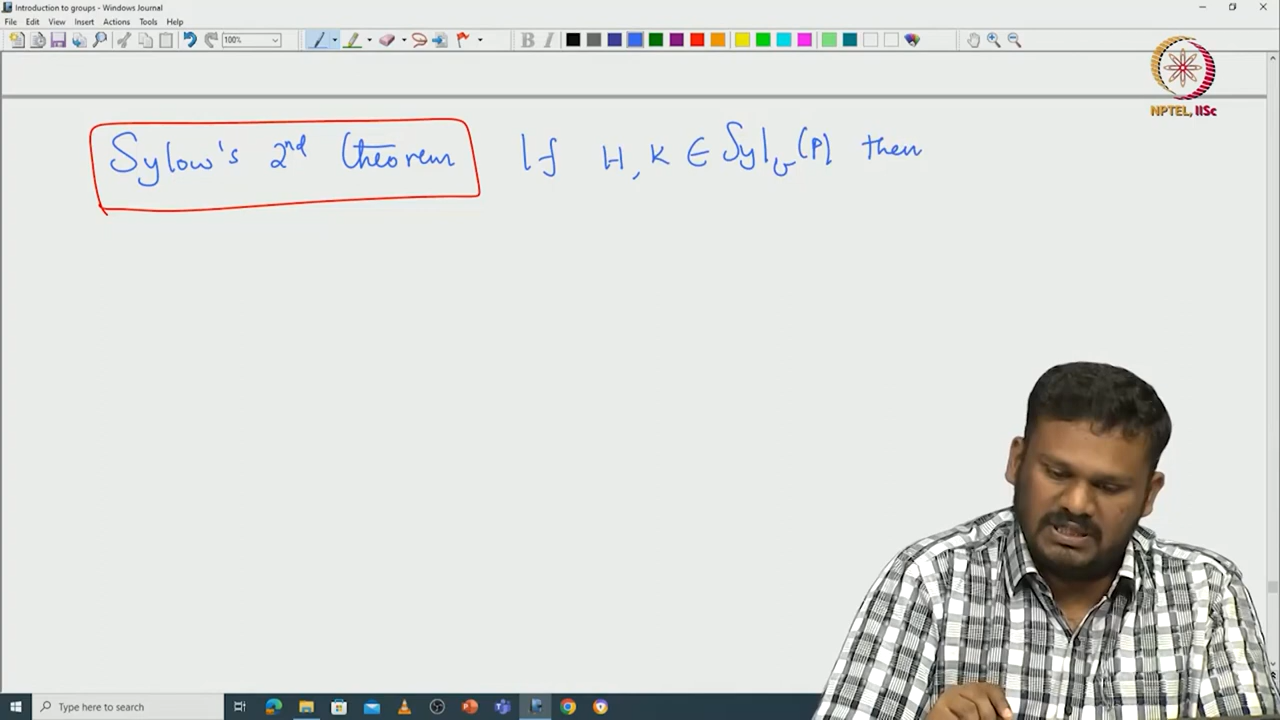 Introduction to groups - Windows Journal
File Edit View Insert Actions Tools Help
100%
B I
NPTEL, IISc
Sylow's 2nd theorem If H, K ∈ Syl_G(P) then
Type here to search